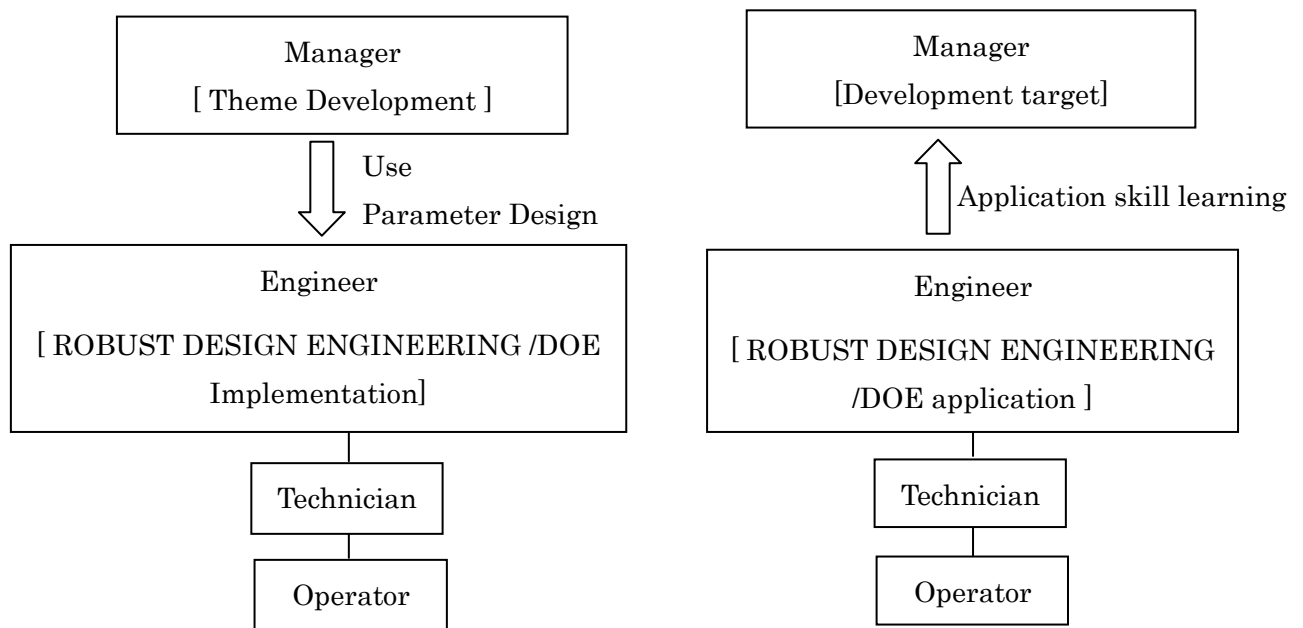 Manager
[ Theme Development ]
Use
Parameter Design
Engineer
[ ROBUST DESIGN ENGINEERING /DOE
Implementation]
Technician
Operator
Manager
[Development target]
Application skill learning
Engineer
[ ROBUST DESIGN ENGINEERING
/DOE application ]
Technician
Operator